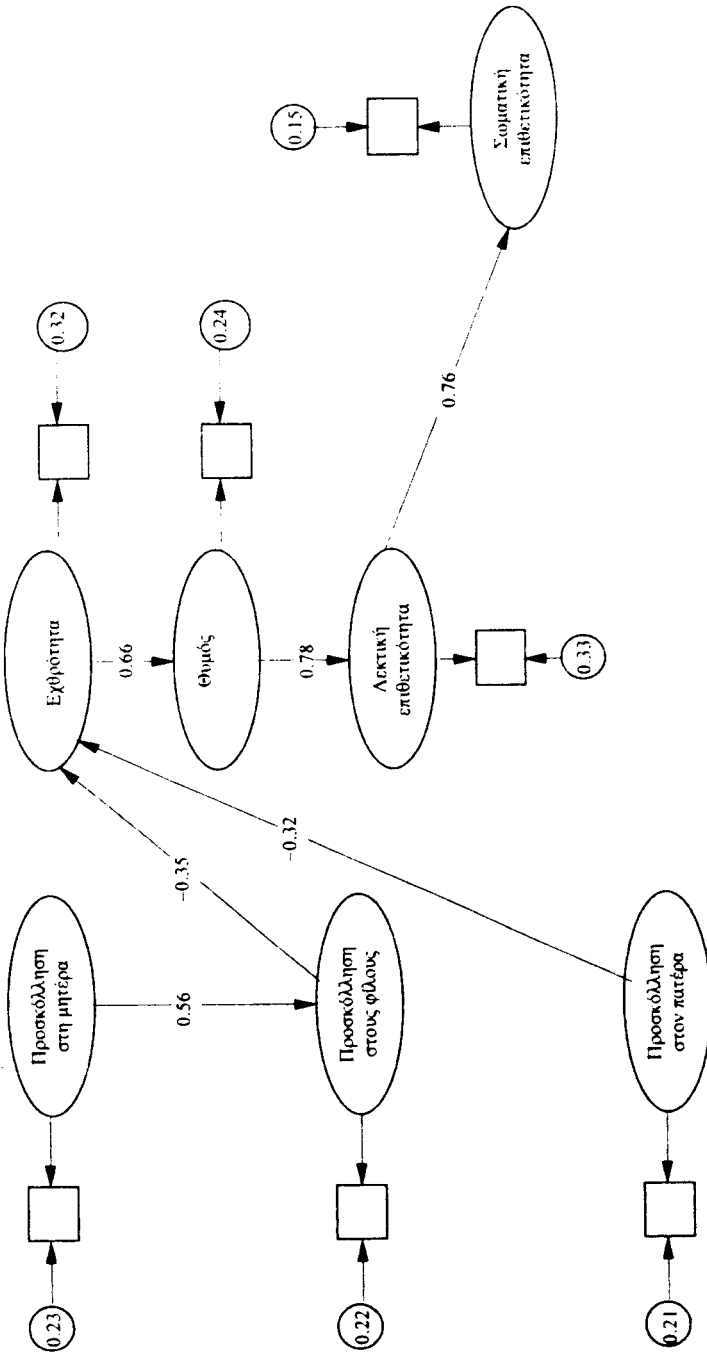 0.23
Προσκόλληση
στη μητέρα
0.56
0.22
Προσκόλληση
στους φίλους
0.21
Προσκόλληση
στον πατέρα
−0.35
−0.32
Εχθρότητα
0.32
0.66
Θυμός
0.24
0.78
Λεκτική
επιθετικότητα
0.33
0.76
Σωματική
επιθετικότητα
0.15